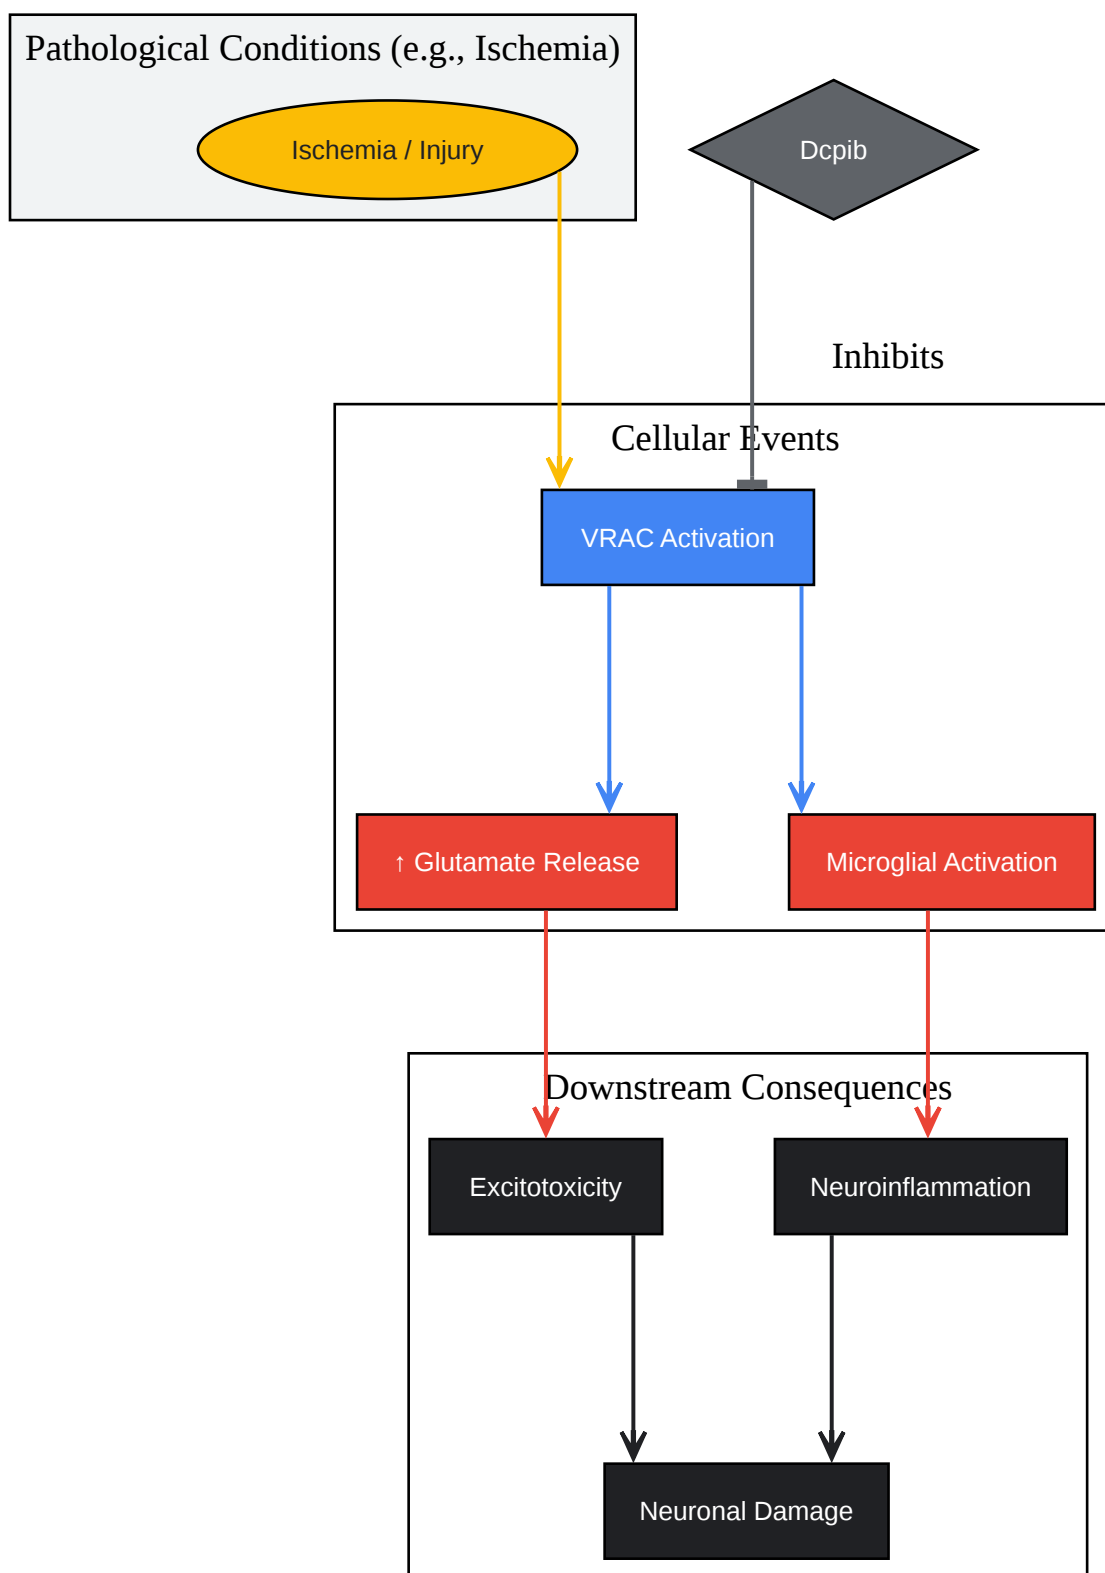 Pathological Conditions (e.g., Ischemia)
Ischemia / Injury
Dcpib
Inhibits
Cellular Events
VRAC Activation
↑ Glutamate Release
Microglial Activation
Downstream Consequences
Excitotoxicity
Neuroinflammation
Neuronal Damage